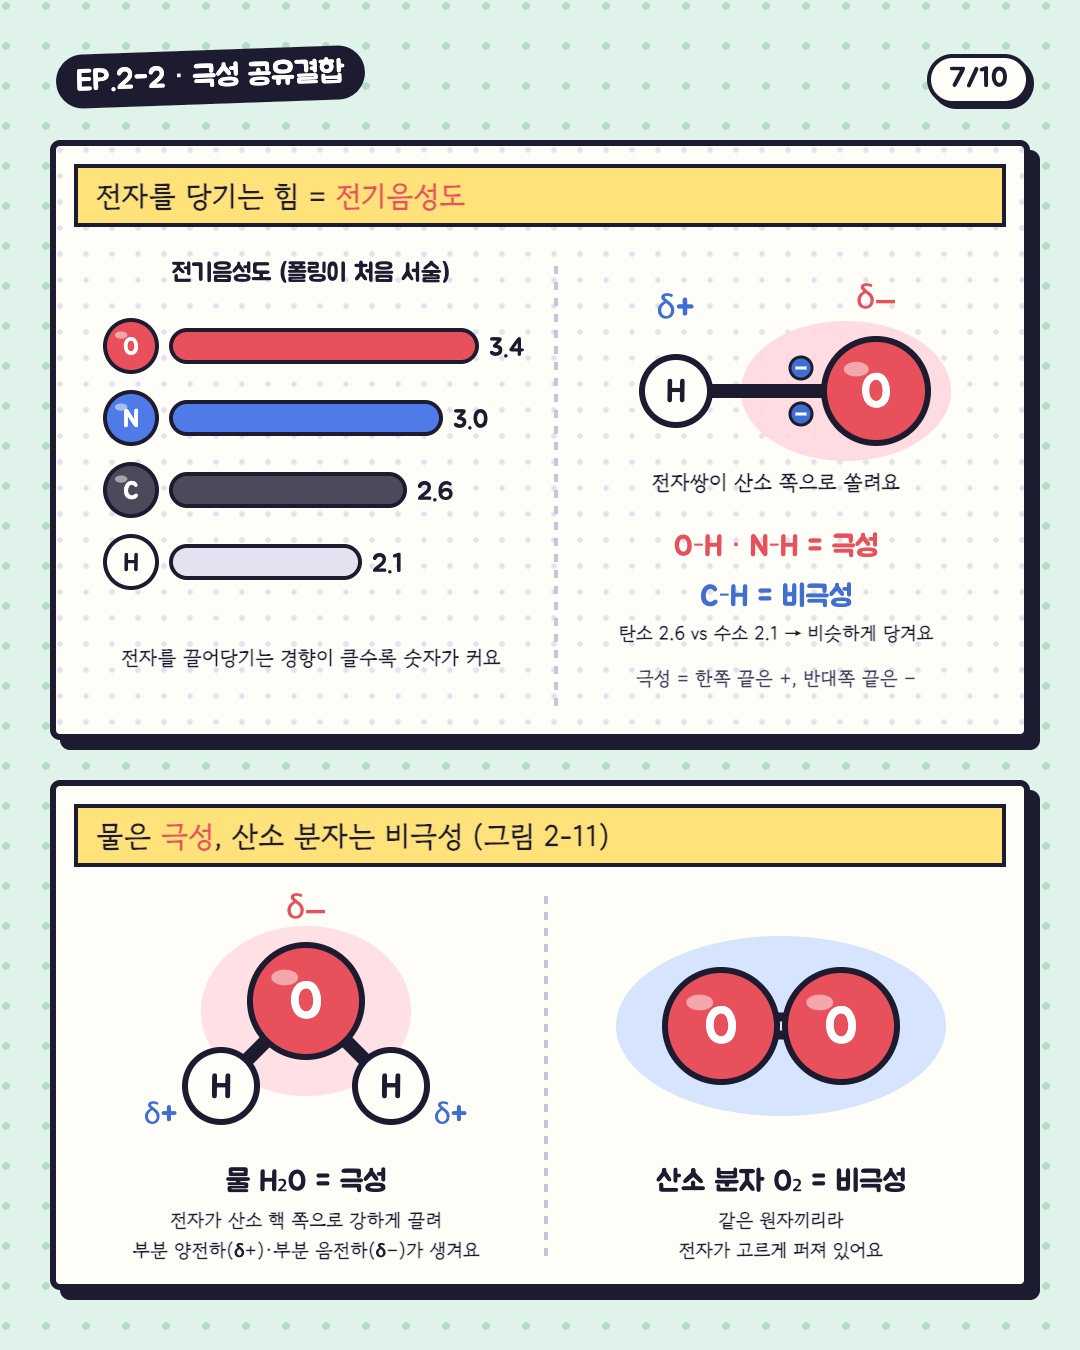 EP.2-2 · 극성 공유결합
7/10
전자를 당기는 힘 = 전기음성도
전기음성도 (폴링이 처음 서술)
O 3.4
N 3.0
C 2.6
H 2.1
전자를 끌어당기는 경향이 클수록 숫자가 커요
δ+ δ−
H − − O
전자쌍이 산소 쪽으로 쏠려요
O-H · N-H = 극성
C-H = 비극성
탄소 2.6 vs 수소 2.1 → 비슷하게 당겨요
극성 = 한쪽 끝은 +, 반대쪽 끝은 −
물은 극성, 산소 분자는 비극성 (그림 2-11)
δ−
O
H H
δ+ δ+
물 H₂O = 극성
전자가 산소 핵 쪽으로 강하게 끌려
부분 양전하(δ+)·부분 음전하(δ−)가 생겨요
O O
산소 분자 O₂ = 비극성
같은 원자끼리라
전자가 고르게 퍼져 있어요